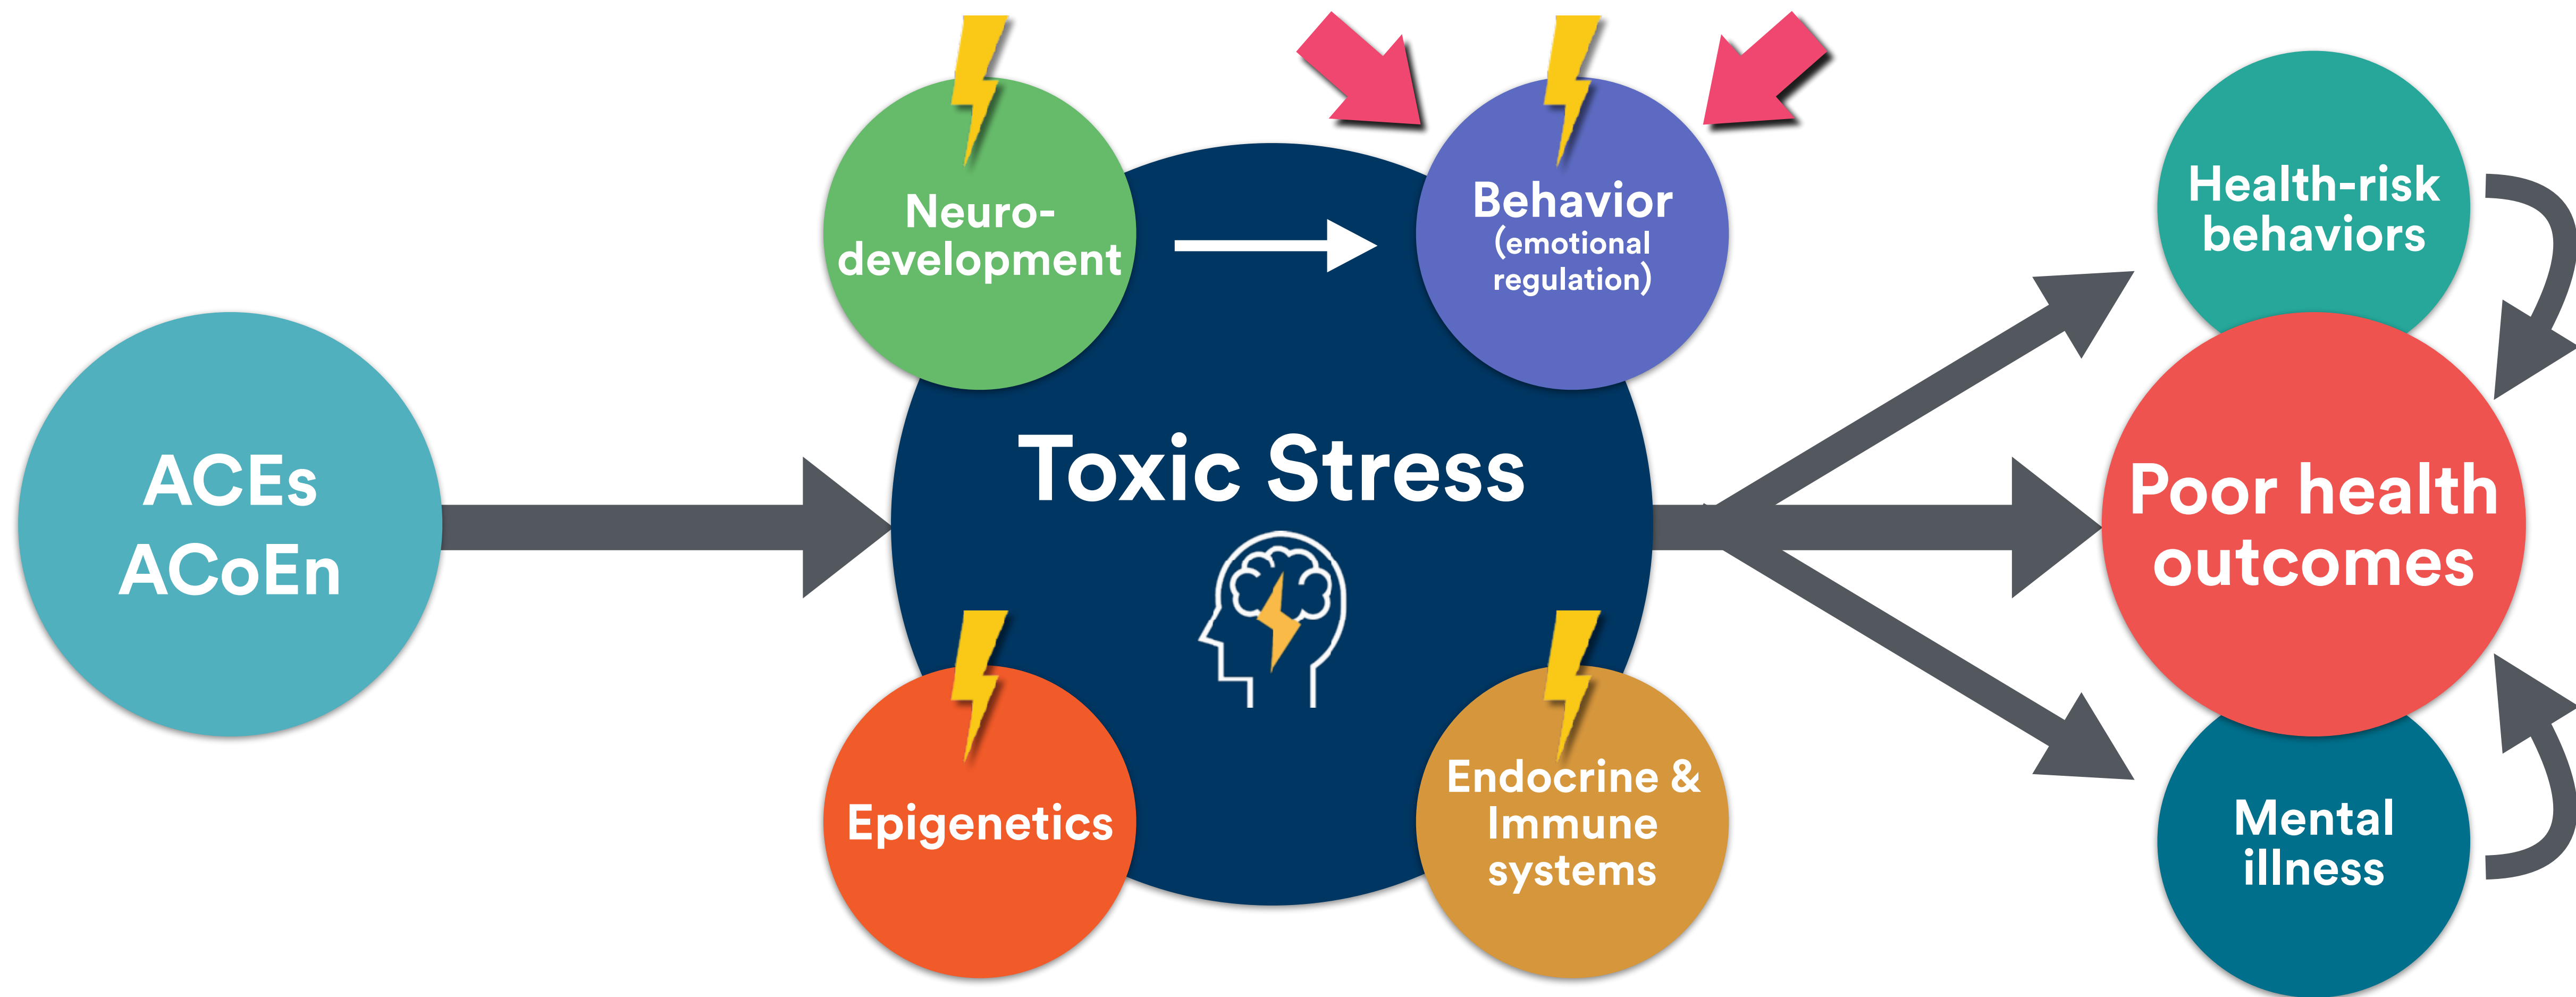 ACEs
ACoEn
Neuro-
development
Behavior
(emotional
regulation)
Toxic Stress
Epigenetics
Endocrine &
Immune
systems
Health-risk
behaviors
Poor health
outcomes
Mental
illness